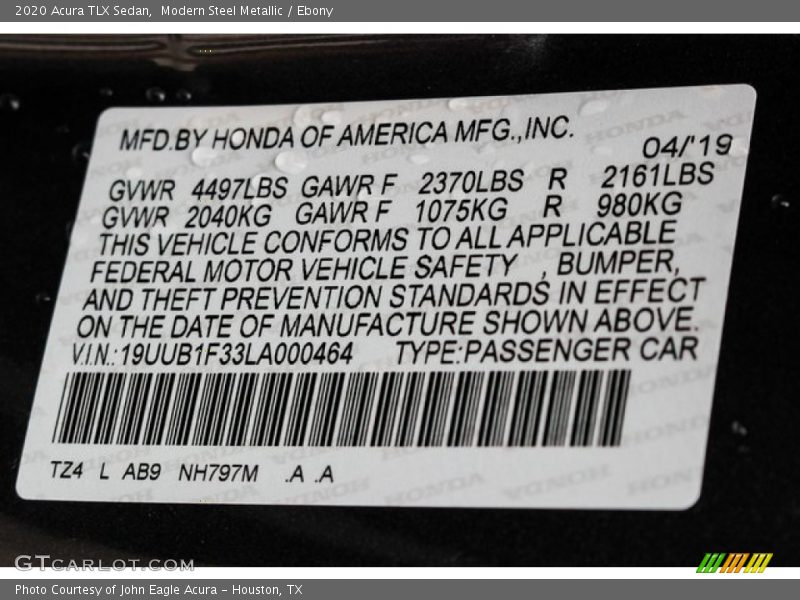 2020 Acura TLX Sedan,  Modern Steel Metallic / Ebony
MFD.BY HONDA OF AMERICA MFG.,INC.
04/'19
GVWR 4497LBS GAWR F 2370LBS R 2161LBS
GVWR 2040KG GAWR F 1075KG R 980KG
THIS VEHICLE CONFORMS TO ALL APPLICABLE
FEDERAL MOTOR VEHICLE SAFETY , BUMPER,
AND THEFT PREVENTION STANDARDS IN EFFECT
ON THE DATE OF MANUFACTURE SHOWN ABOVE.
V.I.N.:19UUB1F33LA000464 TYPE:PASSENGER CAR
TZ4 L AB9 NH797M .A .A
GTCARLOT.COM
Photo Courtesy of John Eagle Acura - Houston, TX